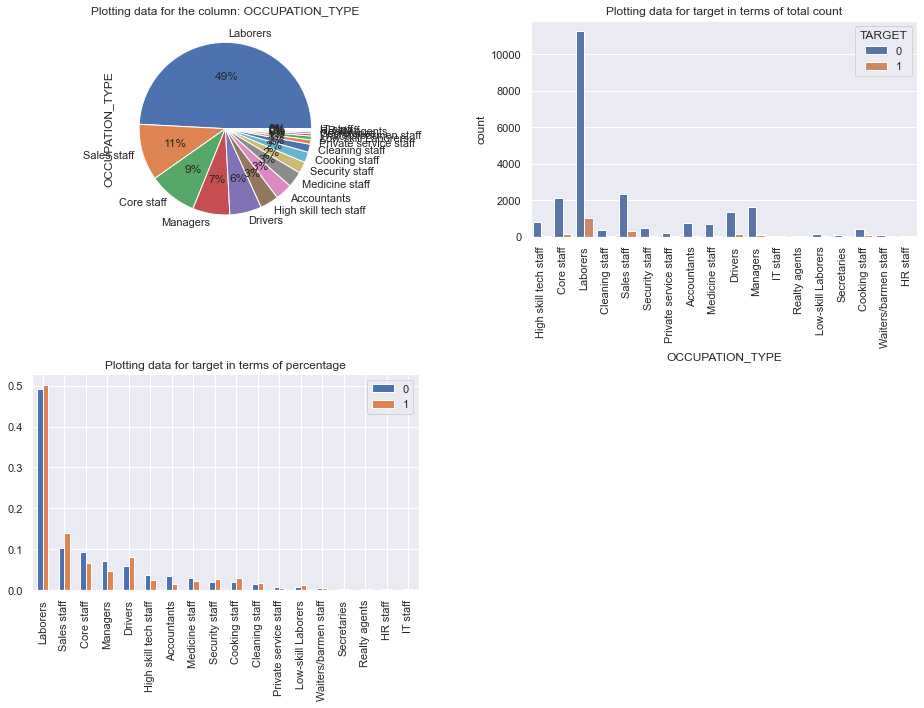 Plotting data for the column: OCCUPATION_TYPE
OCCUPATION_TYPE
Laborers
49%
Sales staff
11%
Core staff
9%
Managers
7%
Drivers
6%
High skill tech staff
3%
Accountants
3%
Medicine staff
3%
Security staff
2%
Cooking staff
2%
Cleaning staff
Private service staff
Plotting data for target in terms of total count
TARGET
0
1
count
10000
8000
6000
4000
2000
0
High skill tech staff
Core staff
Laborers
Cleaning staff
Sales staff
Security staff
Private service staff
Accountants
Medicine staff
Drivers
Managers
IT staff
Realty agents
Low-skill Laborers
Secretaries
Cooking staff
Waiters/barmen staff
HR staff
OCCUPATION_TYPE
Plotting data for target in terms of percentage
0
1
0.5
0.4
0.3
0.2
0.1
0.0
Laborers
Sales staff
Core staff
Managers
Drivers
High skill tech staff
Accountants
Medicine staff
Security staff
Cooking staff
Cleaning staff
Private service staff
Low-skill Laborers
Waiters/barmen staff
Secretaries
Realty agents
HR staff
IT staff